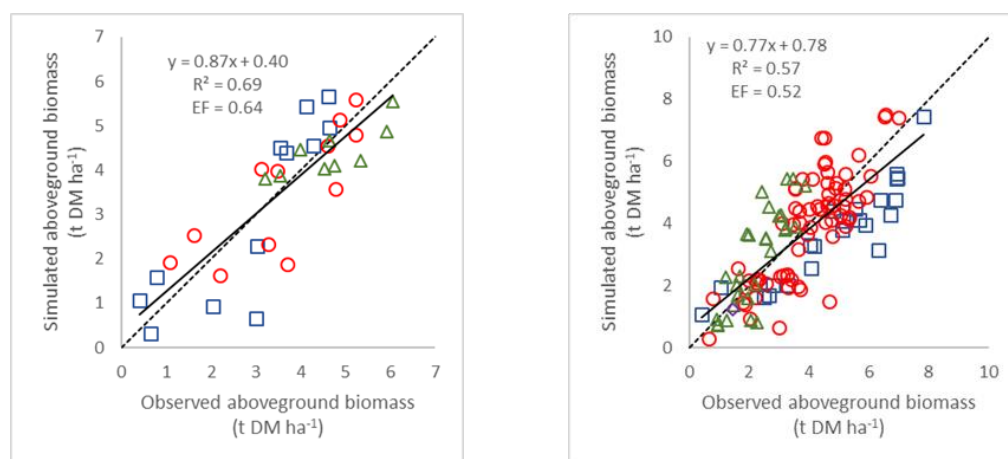 Simulated aboveground biomass
(t DM ha⁻¹)
7
6
5
4
3
2
1
0
y = 0.87x + 0.40
R² = 0.69
EF = 0.64
0 1 2 3 4 5 6 7
Observed aboveground biomass
(t DM ha⁻¹)
Simulated aboveground biomass
(t DM ha⁻¹)
10
8
6
4
2
0
y = 0.77x + 0.78
R² = 0.57
EF = 0.52
0 2 4 6 8 10
Observed aboveground biomass
(t DM ha⁻¹)